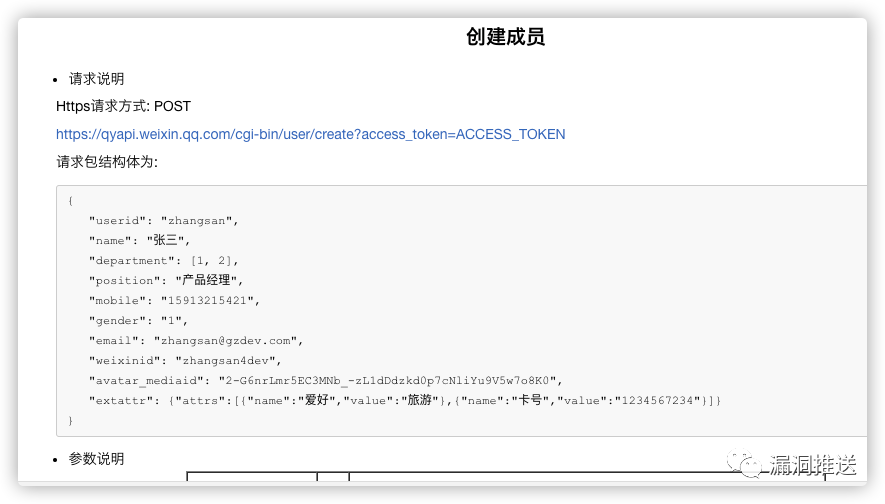 创建成员
• 请求说明
Https请求方式: POST
https://qyapi.weixin.qq.com/cgi-bin/user/create?access_token=ACCESS_TOKEN
请求包结构体为:
{
"userid": "zhangsan",
"name": "张三",
"department": [1, 2],
"position": "产品经理",
"mobile": "15913215421",
"gender": "1",
"email": "zhangsan@gzdev.com",
"weixinid": "zhangsan4dev",
"avatar_mediaid": "2-G6nrLmr5EC3MNb_-zL1dDdzkd0p7cNliYu9V5w7o8K0",
"extattr": {"attrs":[{"name":"爱好","value":"旅游"},{"name":"卡号","value":"1234567234"}]}
}
• 参数说明
漏洞推送